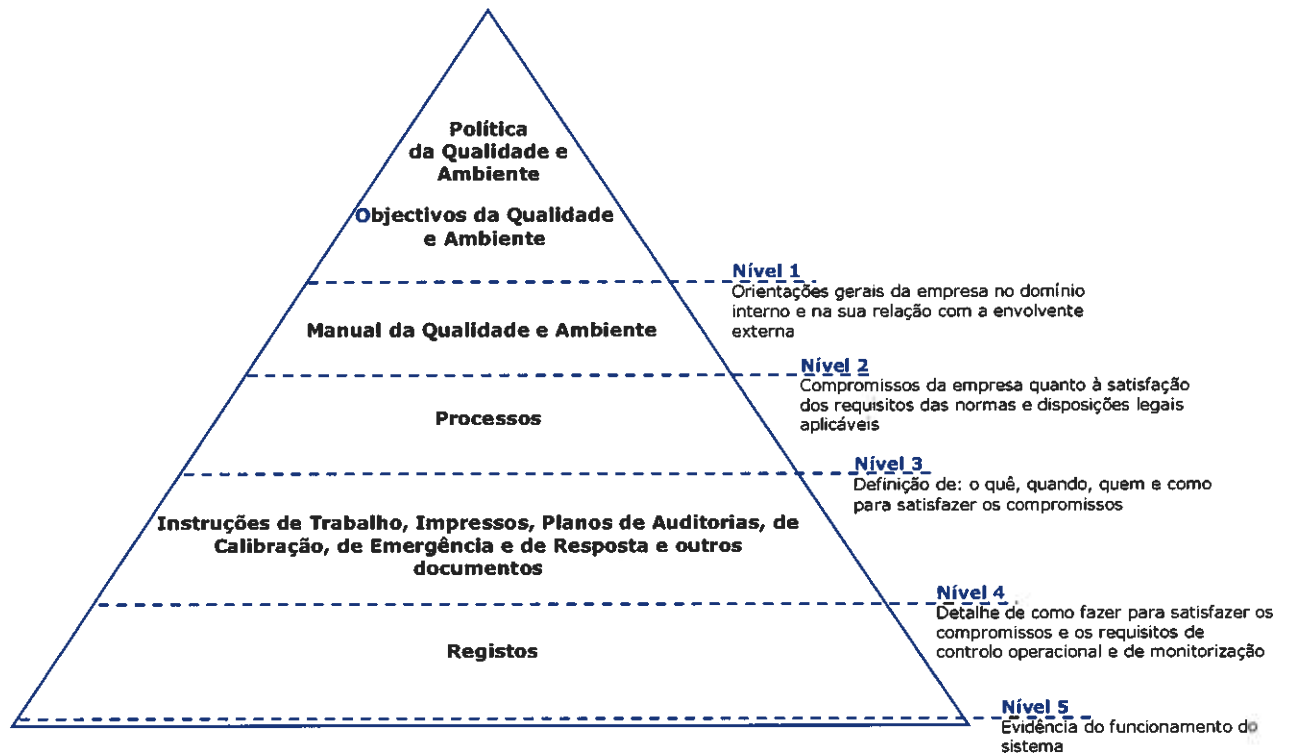 Política
da Qualidade e
Ambiente
Objectivos da Qualidade
e Ambiente
Nível 1
Orientações gerais da empresa no domínio
interno e na sua relação com a envolvente
externa
Manual da Qualidade e Ambiente
Nível 2
Compromissos da empresa quanto à satisfação
dos requisitos das normas e disposições legais
aplicáveis
Processos
Nível 3
Definição de: o quê, quando, quem e como
para satisfazer os compromissos
Instruções de Trabalho, Impressos, Planos de Auditorias, de
Calibração, de Emergência e de Resposta e outros
documentos
Nível 4
Detalhe de como fazer para satisfazer os
compromissos e os requisitos de
controlo operacional e de monitorização
Registos
Nível 5
Evidência do funcionamento do
sistema